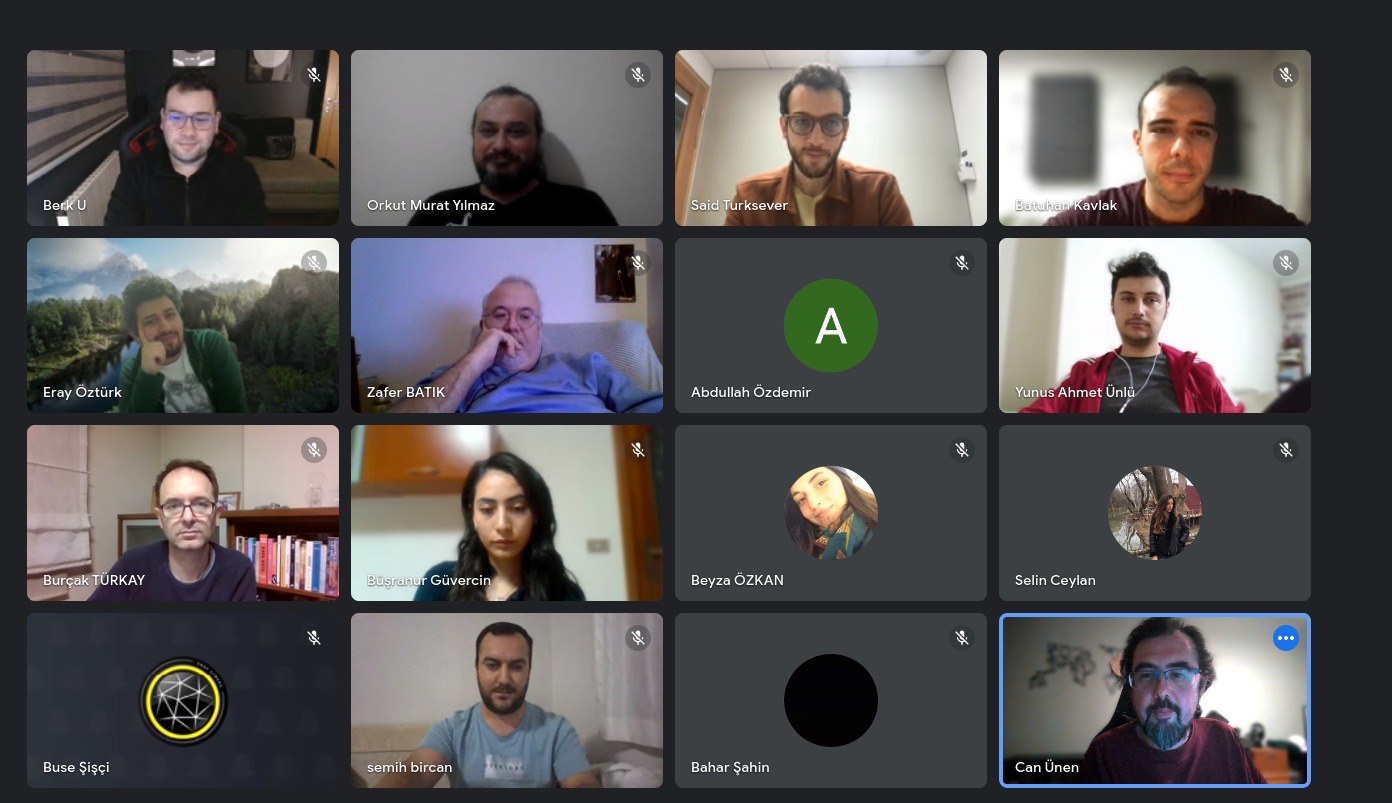 Berk U
Orkut Murat Yılmaz
Said Turksever
Batuhan Kavlak
Eray Öztürk
Zafer BATIK
A
Abdullah Özdemir
Yunus Ahmet Ünlü
Burçak TÜRKAY
Büşranur Güvercin
Beyza ÖZKAN
Selin Ceylan
Buse Şişçi
semih bircan
Bahar Şahin
Can Ünen